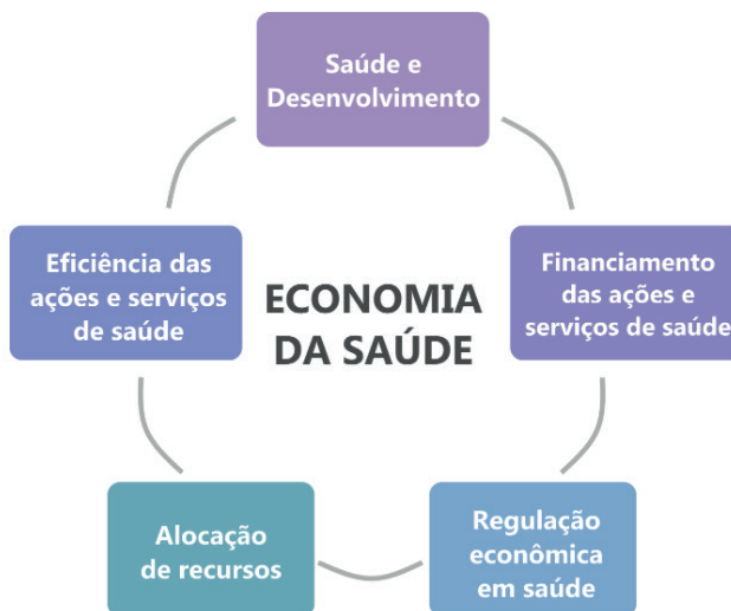 Saúde e
Desenvolvimento
Eficiência das
ações e serviços
de saúde
ECONOMIA
DA SAÚDE
Financiamento
das ações e
serviços de saúde
Alocação
de recursos
Regulação
econômica
em saúde